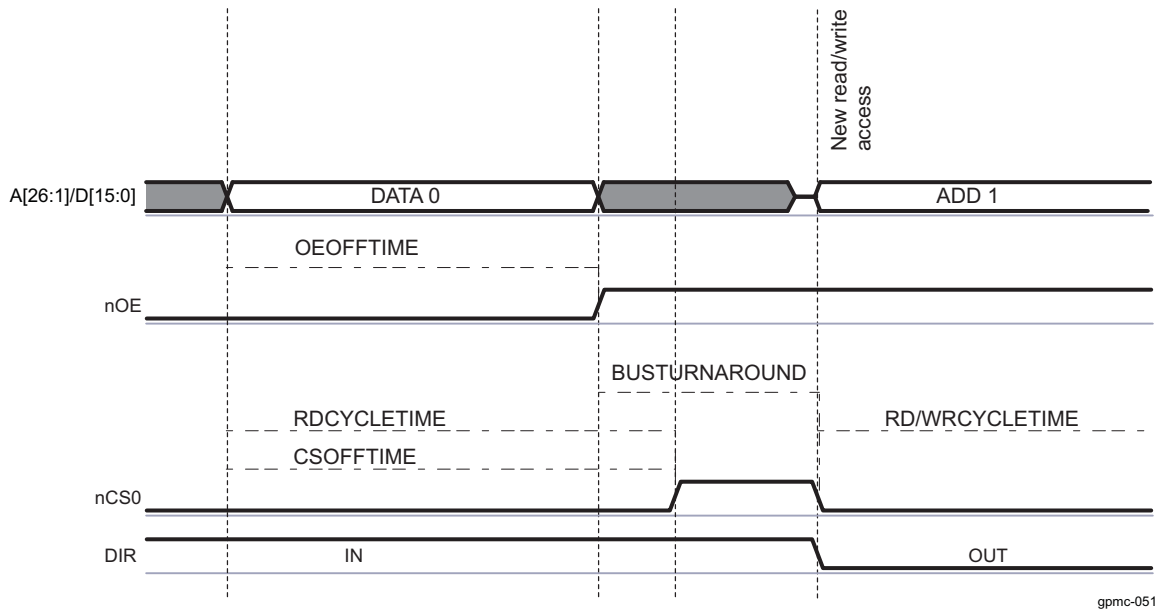 New read/write
access
A[26:1]/D[15:0]
DATA 0
ADD 1
OEOFFTIME
nOE
BUSTURNAROUND
RDCYCLETIME
RD/WRCYCLETIME
CSOFFTIME
nCS0
DIR
IN
OUT
gpmc-051